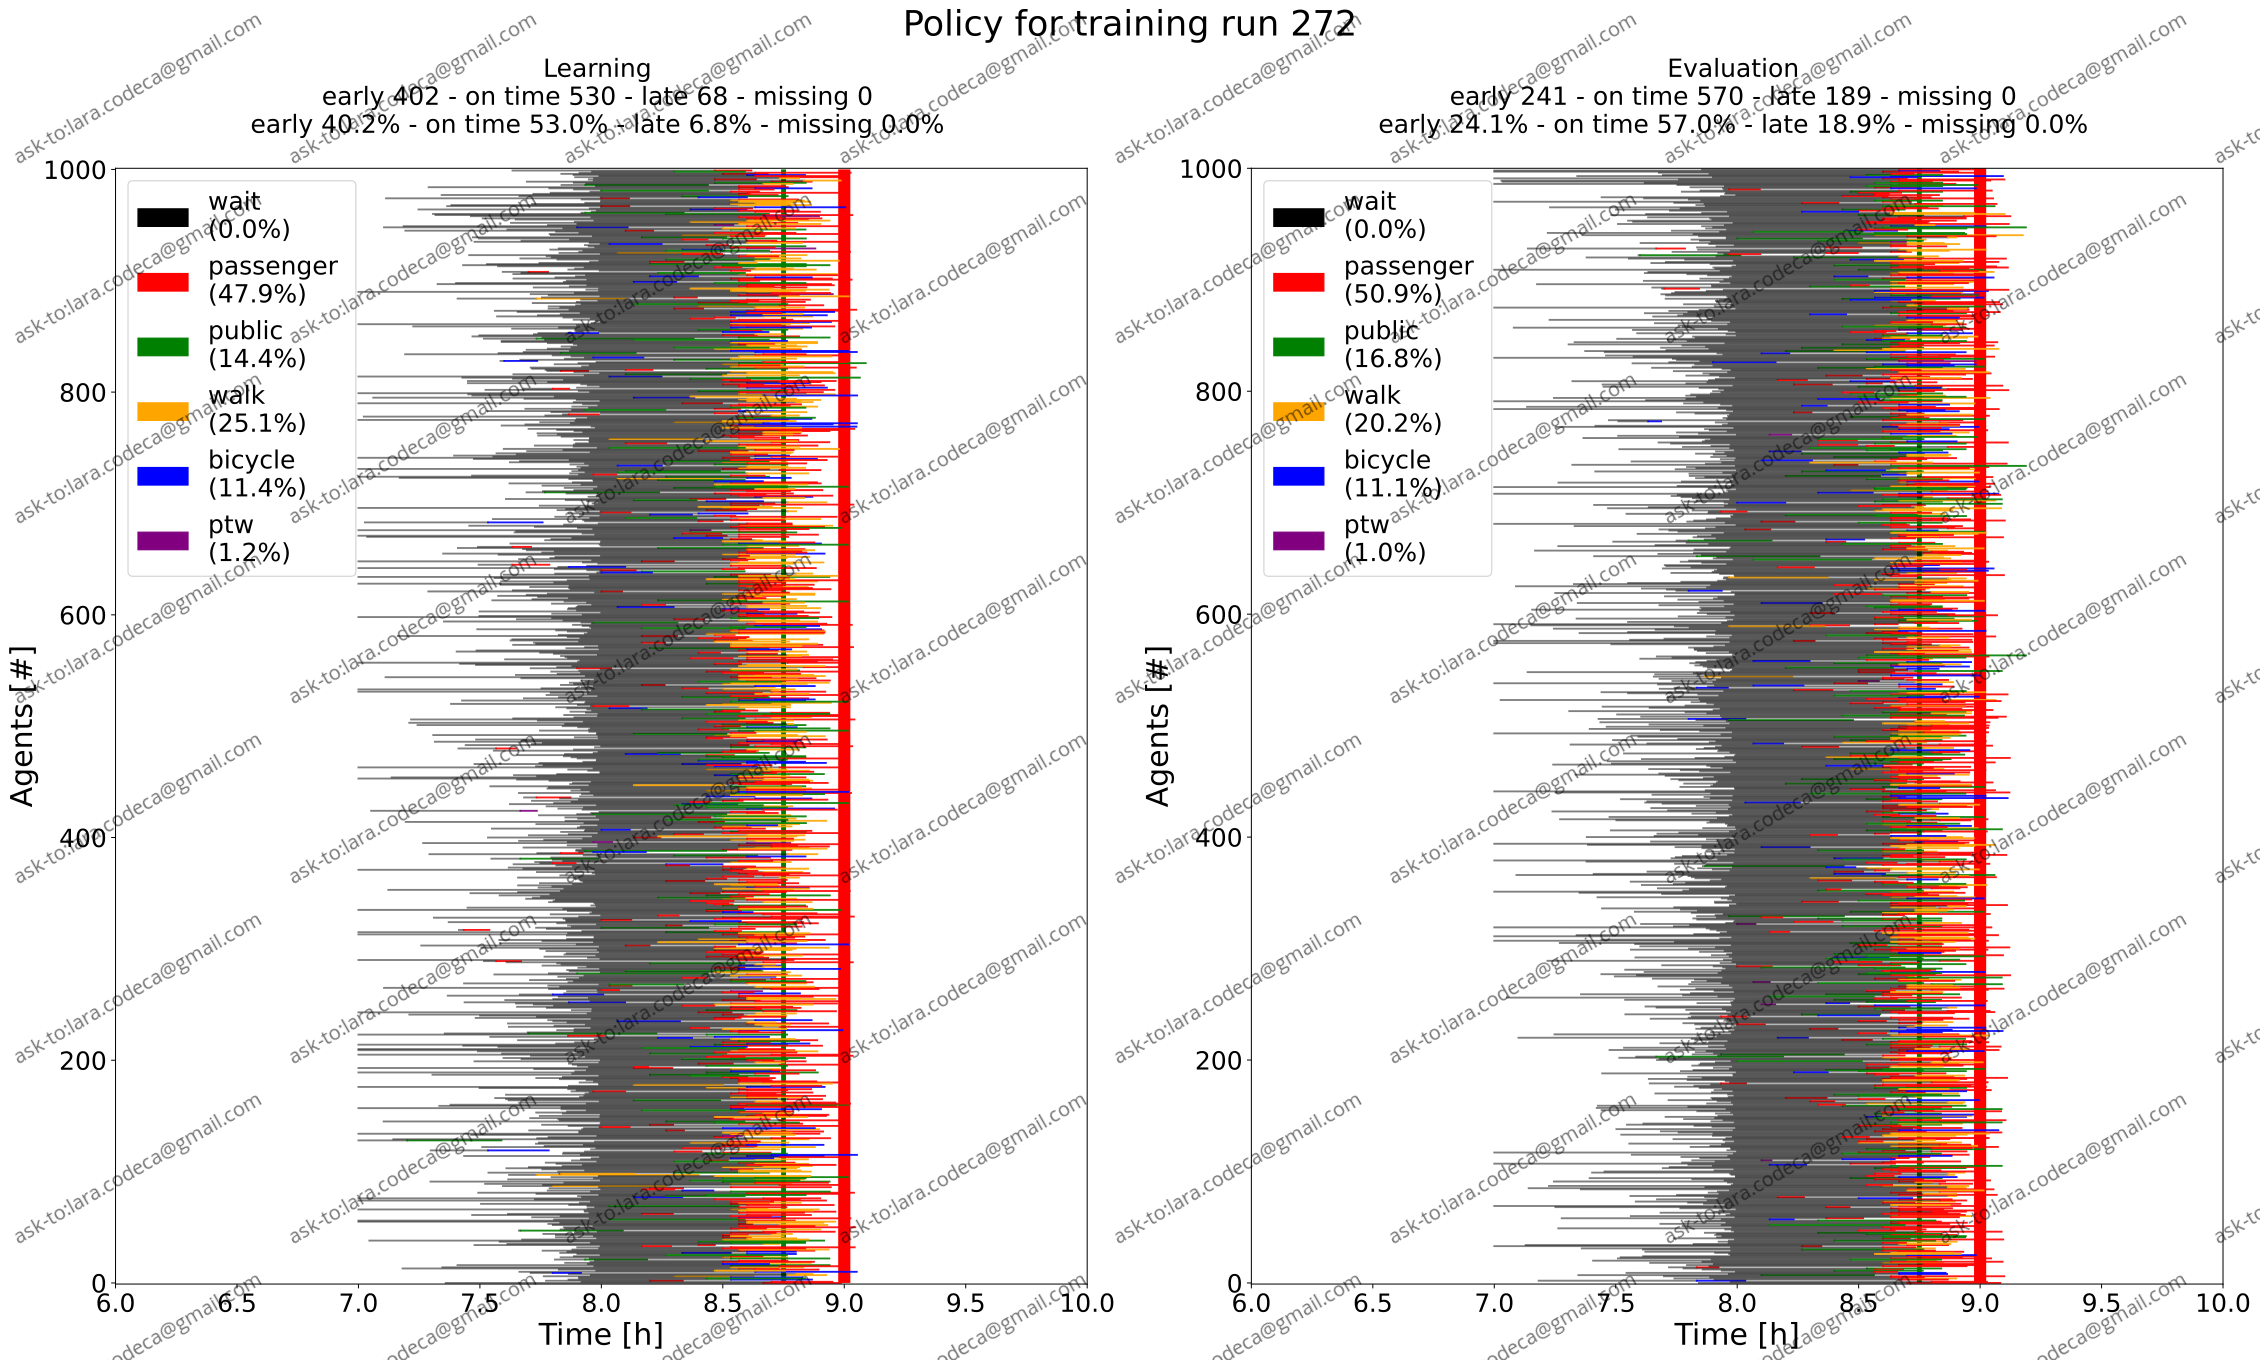 Policy for training run 272
Learning
early 402 - on time 530 - late 68 - missing 0
early 40.2% - on time 53.0% - late 6.8% - missing 0.0%
1000
800
600
400
200
0
Agents [#]
wait
(0.0%)
passenger
(47.9%)
public
(14.4%)
walk
(25.1%)
bicycle
(11.4%)
ptw
(1.2%)
6.0 6.5 7.0 7.5 8.0 8.5 9.0 9.5 10.0
Time [h]
Evaluation
early 241 - on time 570 - late 189 - missing 0
early 24.1% - on time 57.0% - late 18.9% - missing 0.0%
1000
800
600
400
200
0
Agents [#]
wait
(0.0%)
passenger
(50.9%)
public
(16.8%)
walk
(20.2%)
bicycle
(11.1%)
ptw
(1.0%)
6.0 6.5 7.0 7.5 8.0 8.5 9.0 9.5 10.0
Time [h]
ask-to:lara.codeca@gmail.com